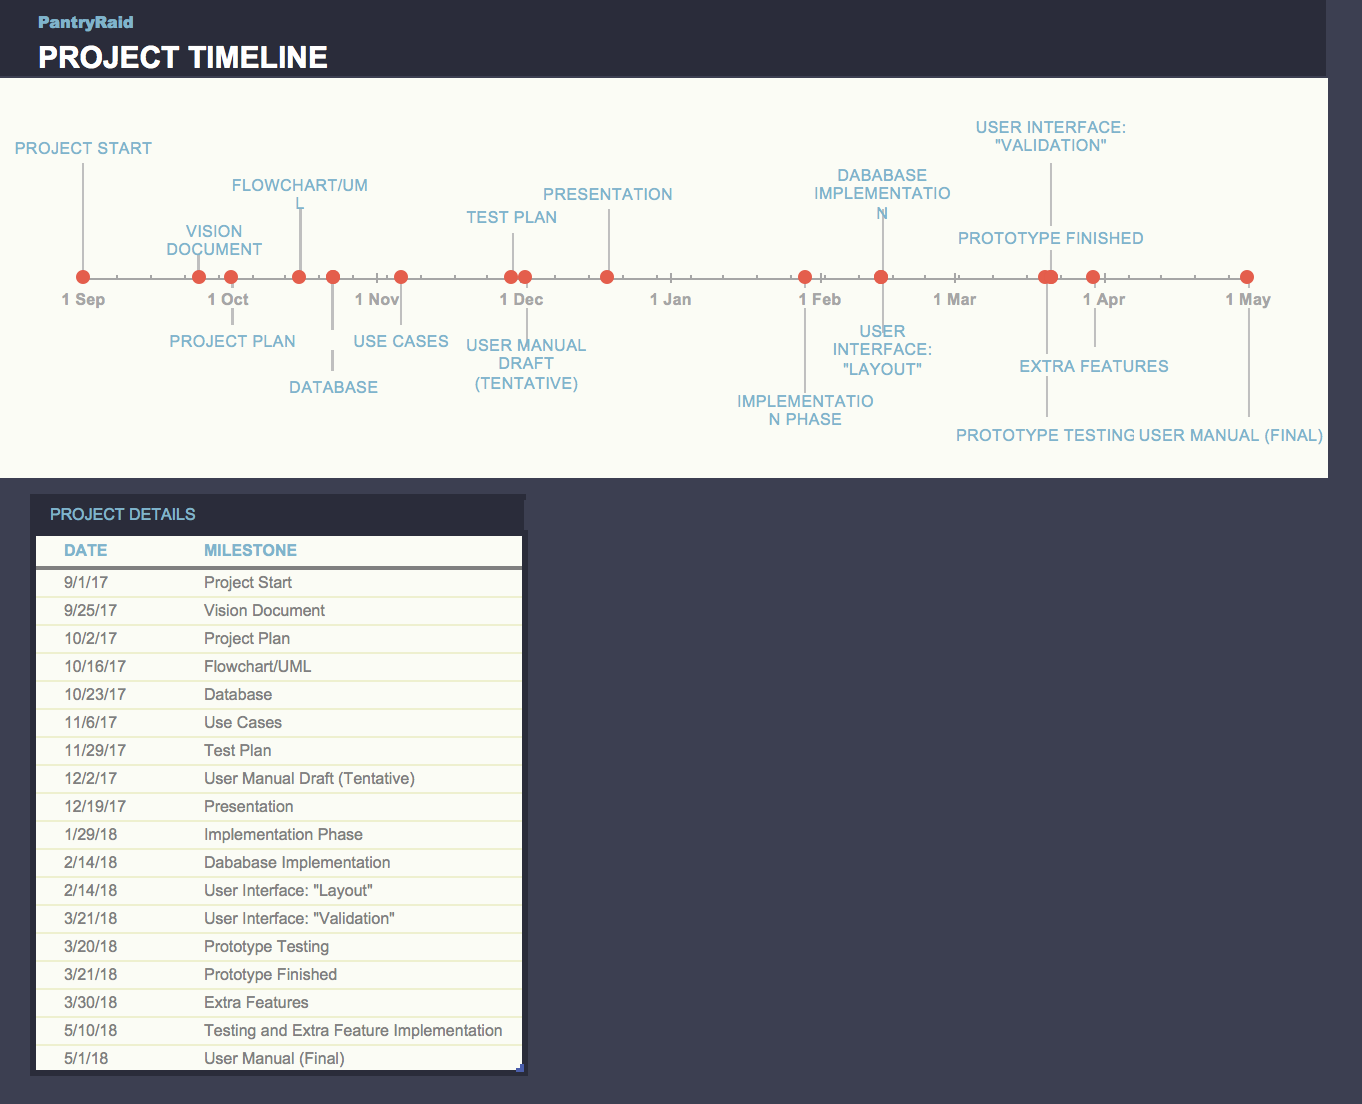 PantryRaid
PROJECT TIMELINE
USER INTERFACE:
"VALIDATION"
PROJECT START
DABABASE
IMPLEMENTATIO
N
FLOWCHART/UM
L
PRESENTATION
TEST PLAN
VISION
DOCUMENT
PROTOTYPE FINISHED
1 Sep
1 Oct
1 Nov
1 Dec
1 Jan
1 Feb
1 Mar
1 Apr
1 May
PROJECT PLAN
USE CASES
USER MANUAL
DRAFT
(TENTATIVE)
USER
INTERFACE:
"LAYOUT"
EXTRA FEATURES
DATABASE
IMPLEMENTATIO
N PHASE
PROTOTYPE TESTING
USER MANUAL (FINAL)
PROJECT DETAILS
DATE MILESTONE
9/1/17 Project Start
9/25/17 Vision Document
10/2/17 Project Plan
10/16/17 Flowchart/UML
10/23/17 Database
11/6/17 Use Cases
11/29/17 Test Plan
12/2/17 User Manual Draft (Tentative)
12/19/17 Presentation
1/29/18 Implementation Phase
2/14/18 Dababase Implementation
2/14/18 User Interface: "Layout"
3/21/18 User Interface: "Validation"
3/20/18 Prototype Testing
3/21/18 Prototype Finished
3/30/18 Extra Features
5/10/18 Testing and Extra Feature Implementation
5/1/18 User Manual (Final)